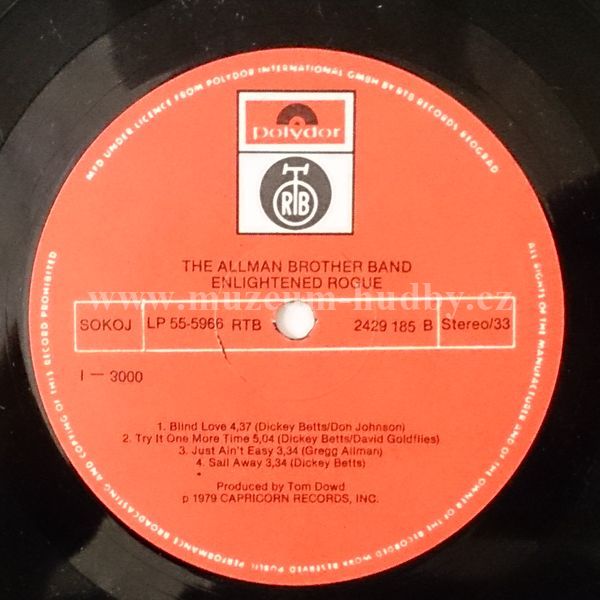 MFD UNDER LICENCE FROM POLYDOR INTERNATIONAL GMBH BY RTB RECORDS BEOGRAD
polydor
RTB
THE ALLMAN BROTHER BAND
ENLIGHTENED ROGUE
www.muzeum-hudby.cz
SOKOJ LP 55-5966 RTB 2429 185 B Stereo/33
I — 3000
1. Blind Love 4,37 (Dickey Betts/Don Johnson)
2. Try It One More Time 5,04 (Dickey Betts/David Goldflies)
3. Just Ain't Easy 3,34 (Gregg Allman)
4. Sail Away 3,34 (Dickey Betts)
Produced by Tom Dowd
p 1979 CAPRICORN RECORDS, INC.
ALL RIGHTS OF THE MANUFACTURER AND OF THE OWNER OF THE RECORDED WORK RESERVED PUBLIC PERFORMANCE BROADCASTING AND COPYING OF THIS RECORD PROHIBITED